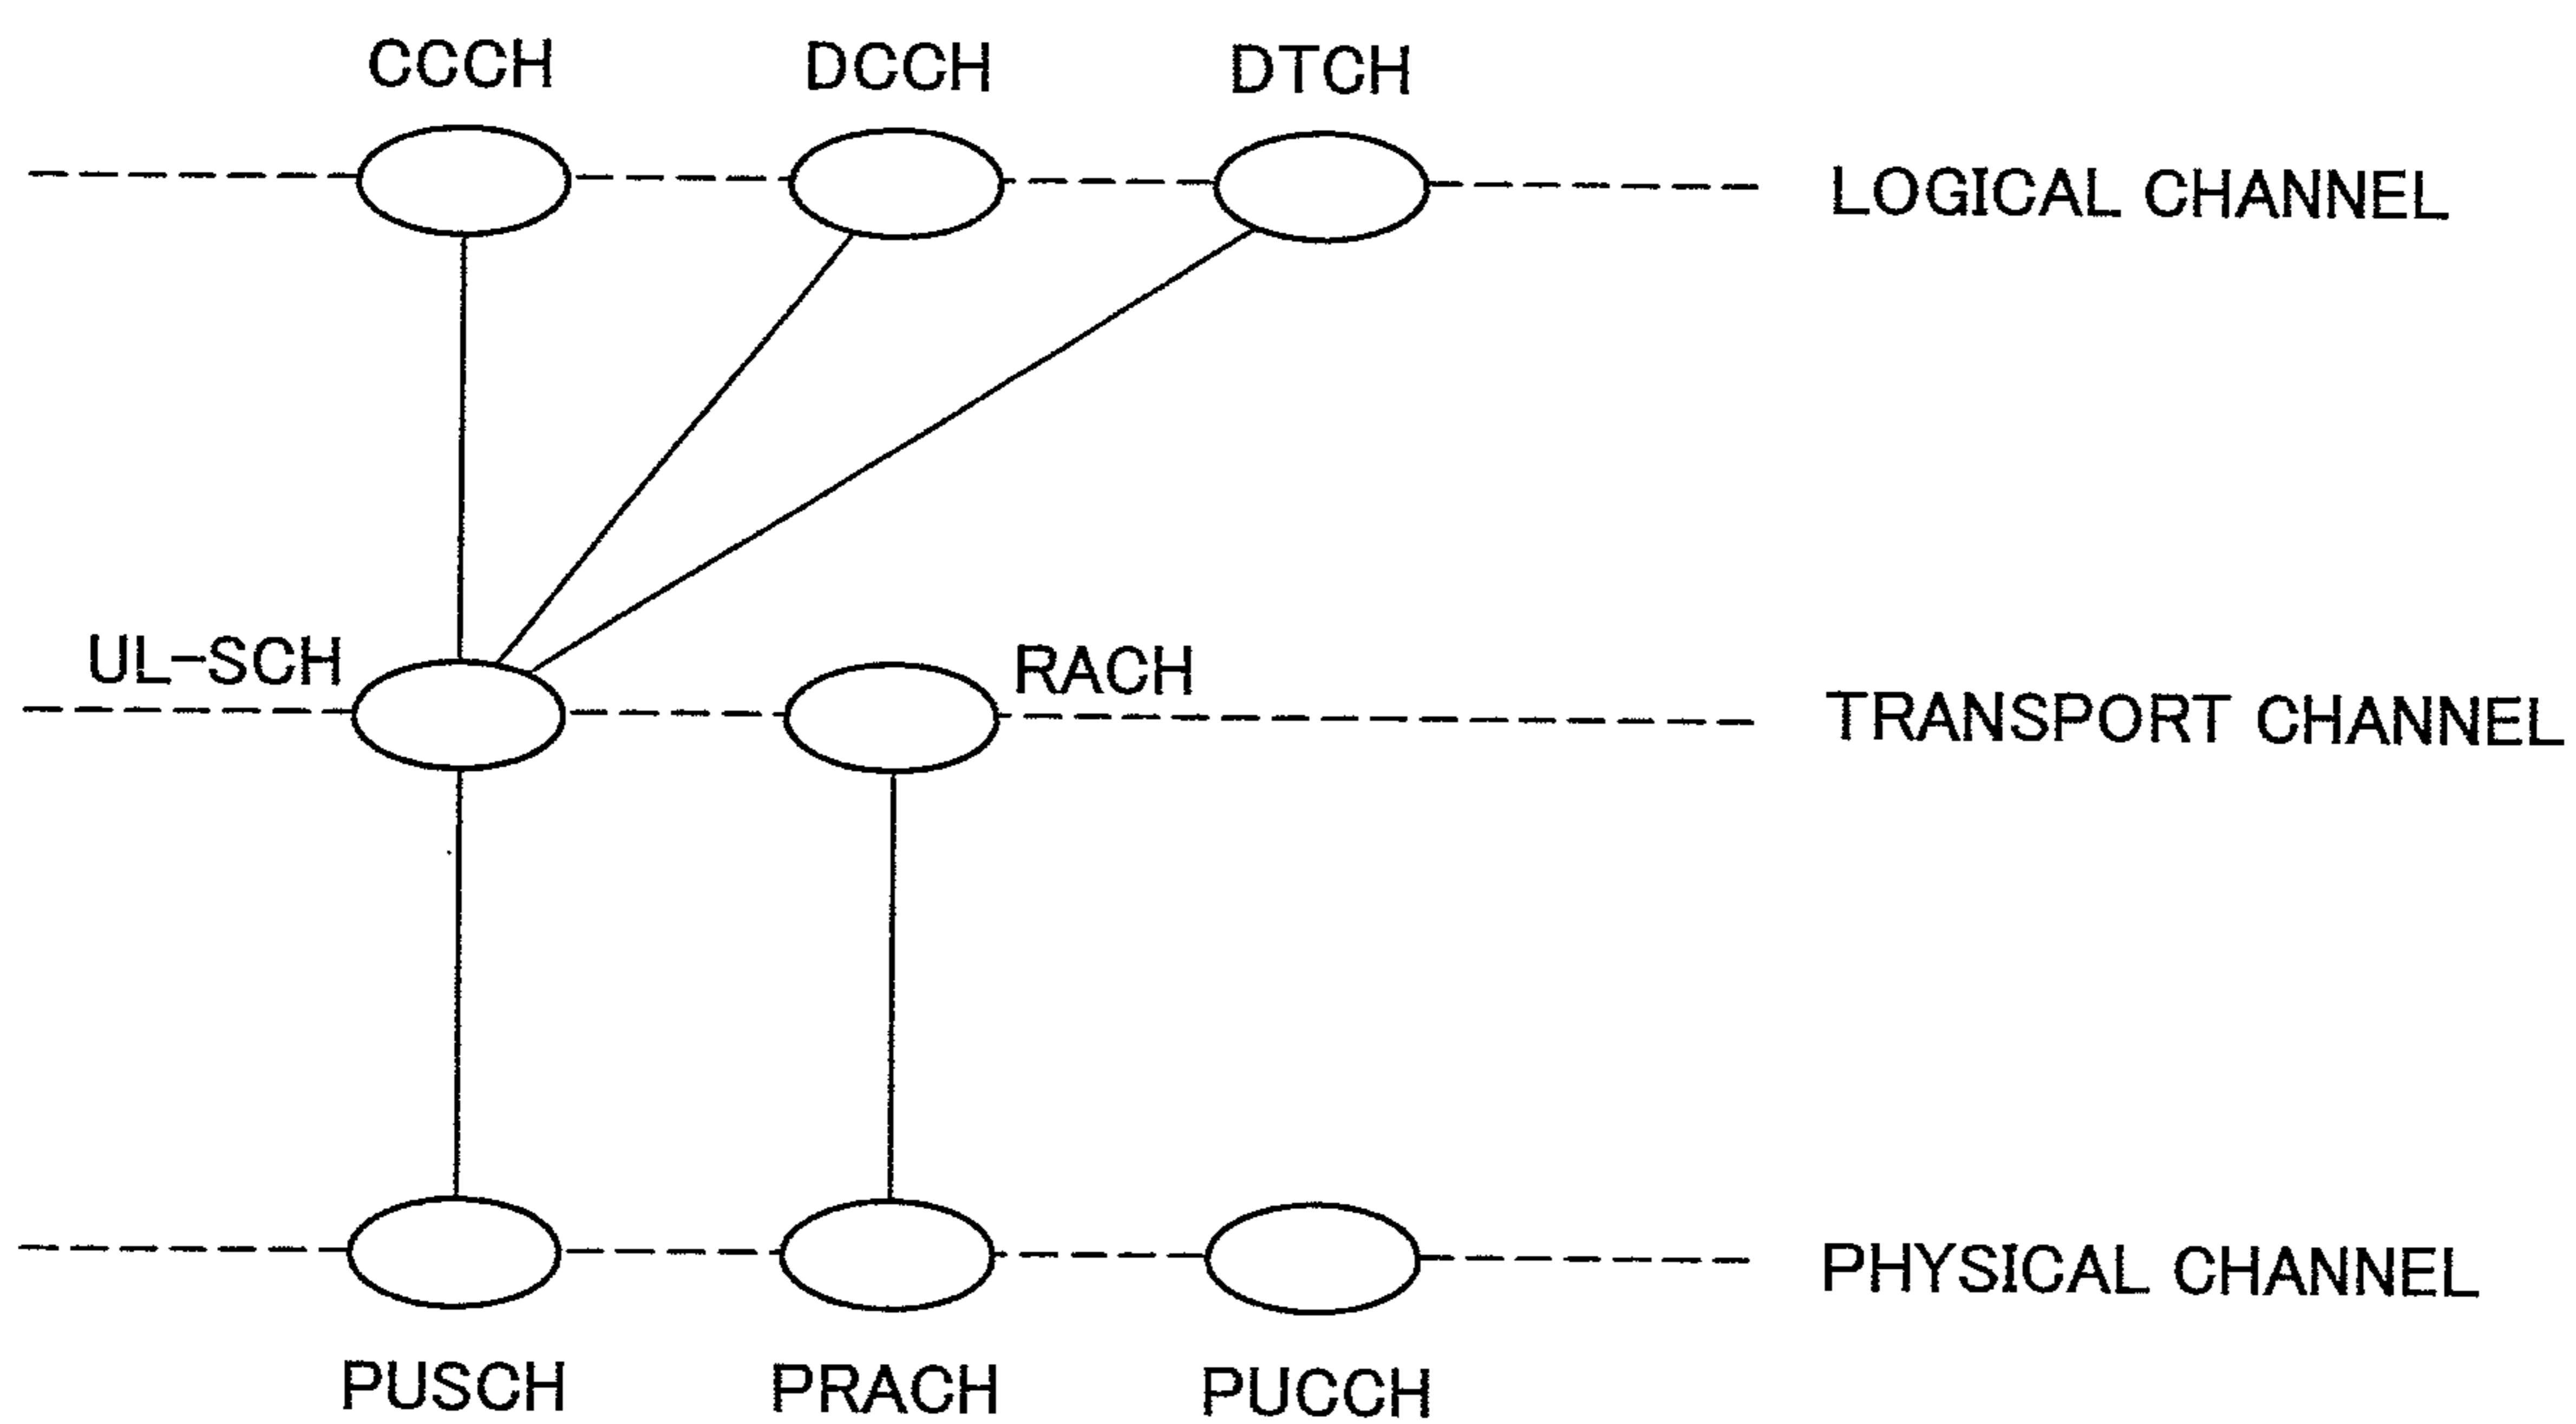 CCCH
DCCH
DTCH
LOGICAL CHANNEL
UL-SCH
RACH
TRANSPORT CHANNEL
PHYSICAL CHANNEL
PUSCH
PRACH
PUCCH